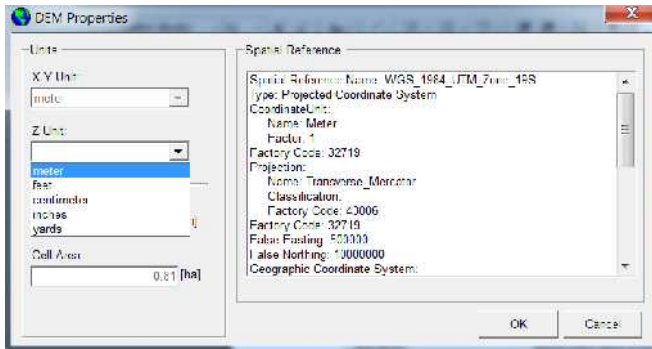 DEM Properties
Units
X Y Unit:
meter
Z Unit:
meter
feet
centimeter
inches
yards
Cell Area:
0.81 [ha]
Spatial Reference
Spatial Reference Name: WGS_1984_UTM_Zone_19S
Type: Projected Coordinate System
CoordinateUnit:
Name: Meter
Factor: 1
Factory Code: 32719
Projection:
Name: Transverse_Mercator
Classification:
Factory Code: 43006
Factory Code: 32719
False Easting: 500000
False Northing: 10000000
Geographic Coordinate System:
OK
Cancel